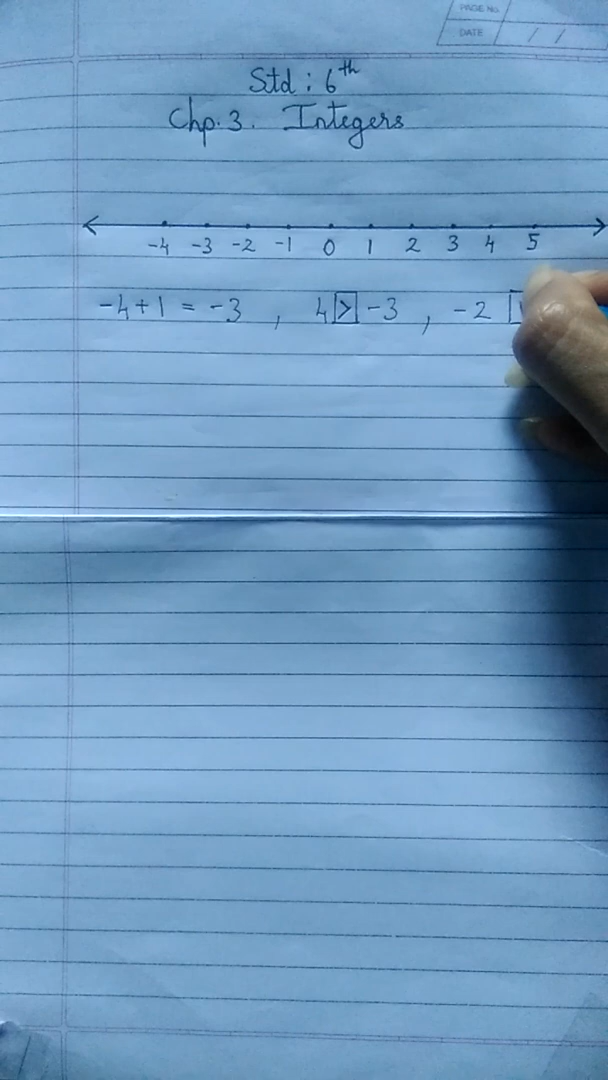 PAGE No.
DATE / /
Std : 6th
Chp. 3. Integers
-4 -3 -2 -1 0 1 2 3 4 5
-4+1 = -3 , 4 > -3 , -2